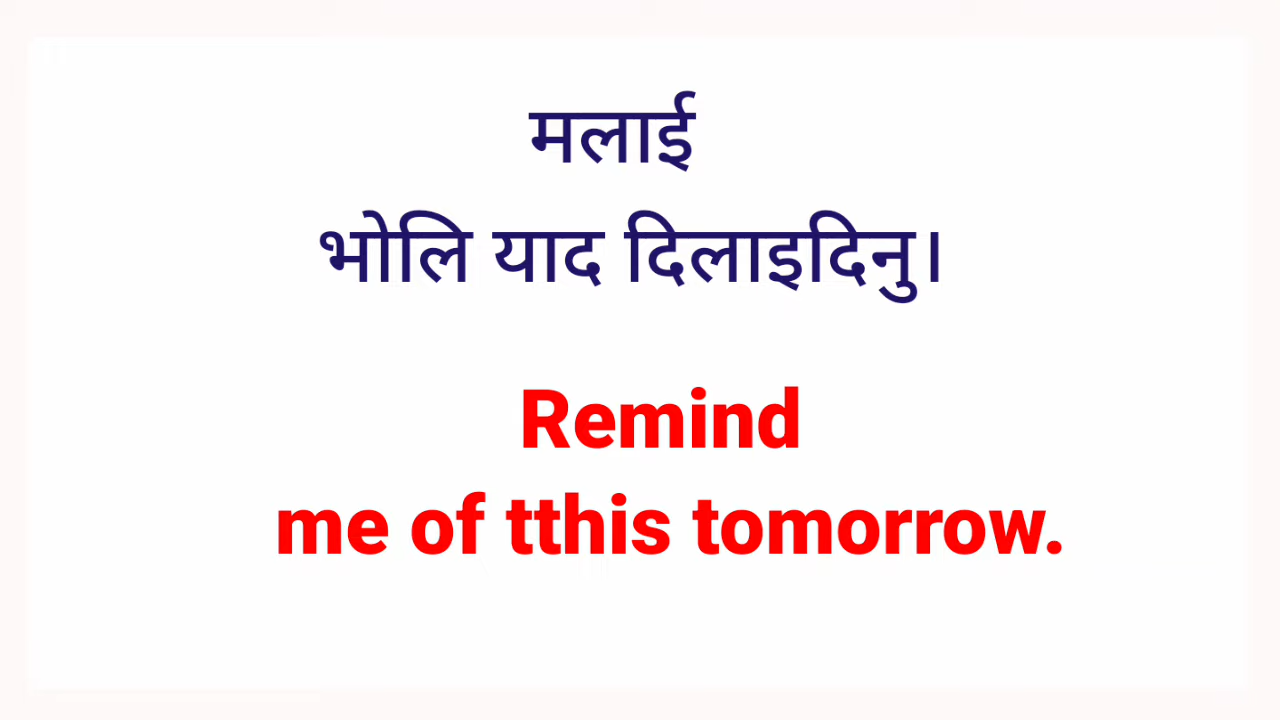 मलाई
भोलि याद दिलाइदिनु।
Remind
me of tthis tomorrow.